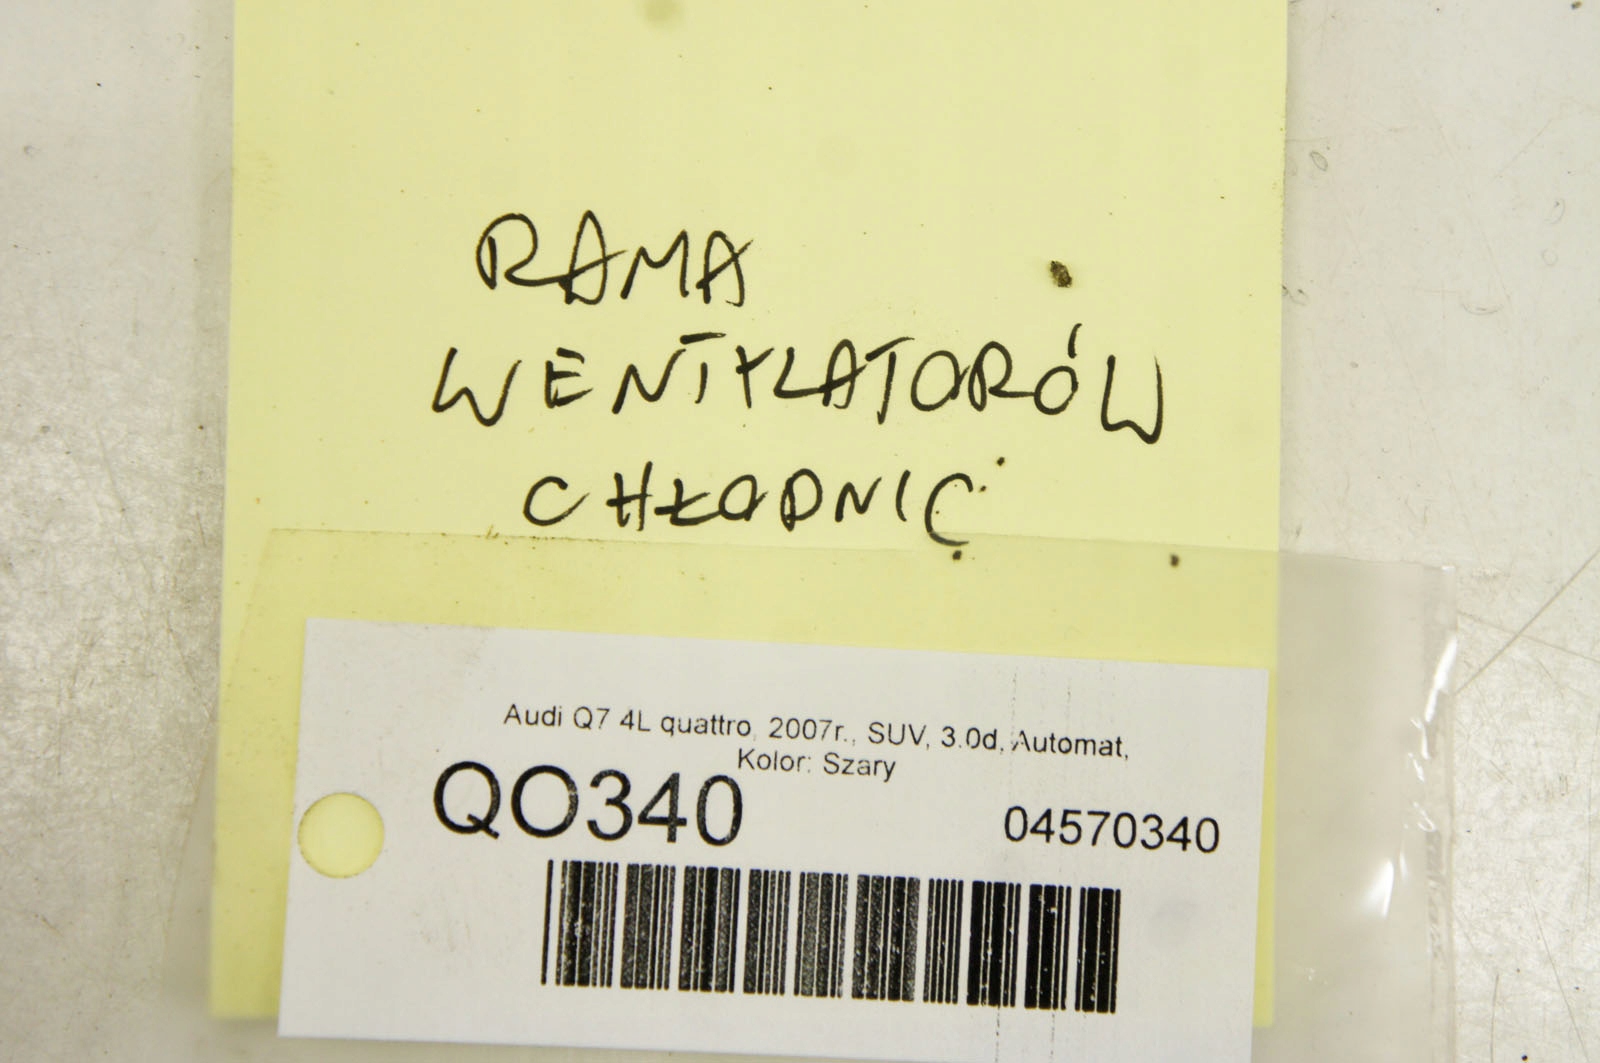 RAMA
WENTYLATORÓW
CHŁODNIC
Audi Q7 4L quattro, 2007r., SUV, 3.0d, Automat,
Kolor: Szary
QO340
04570340